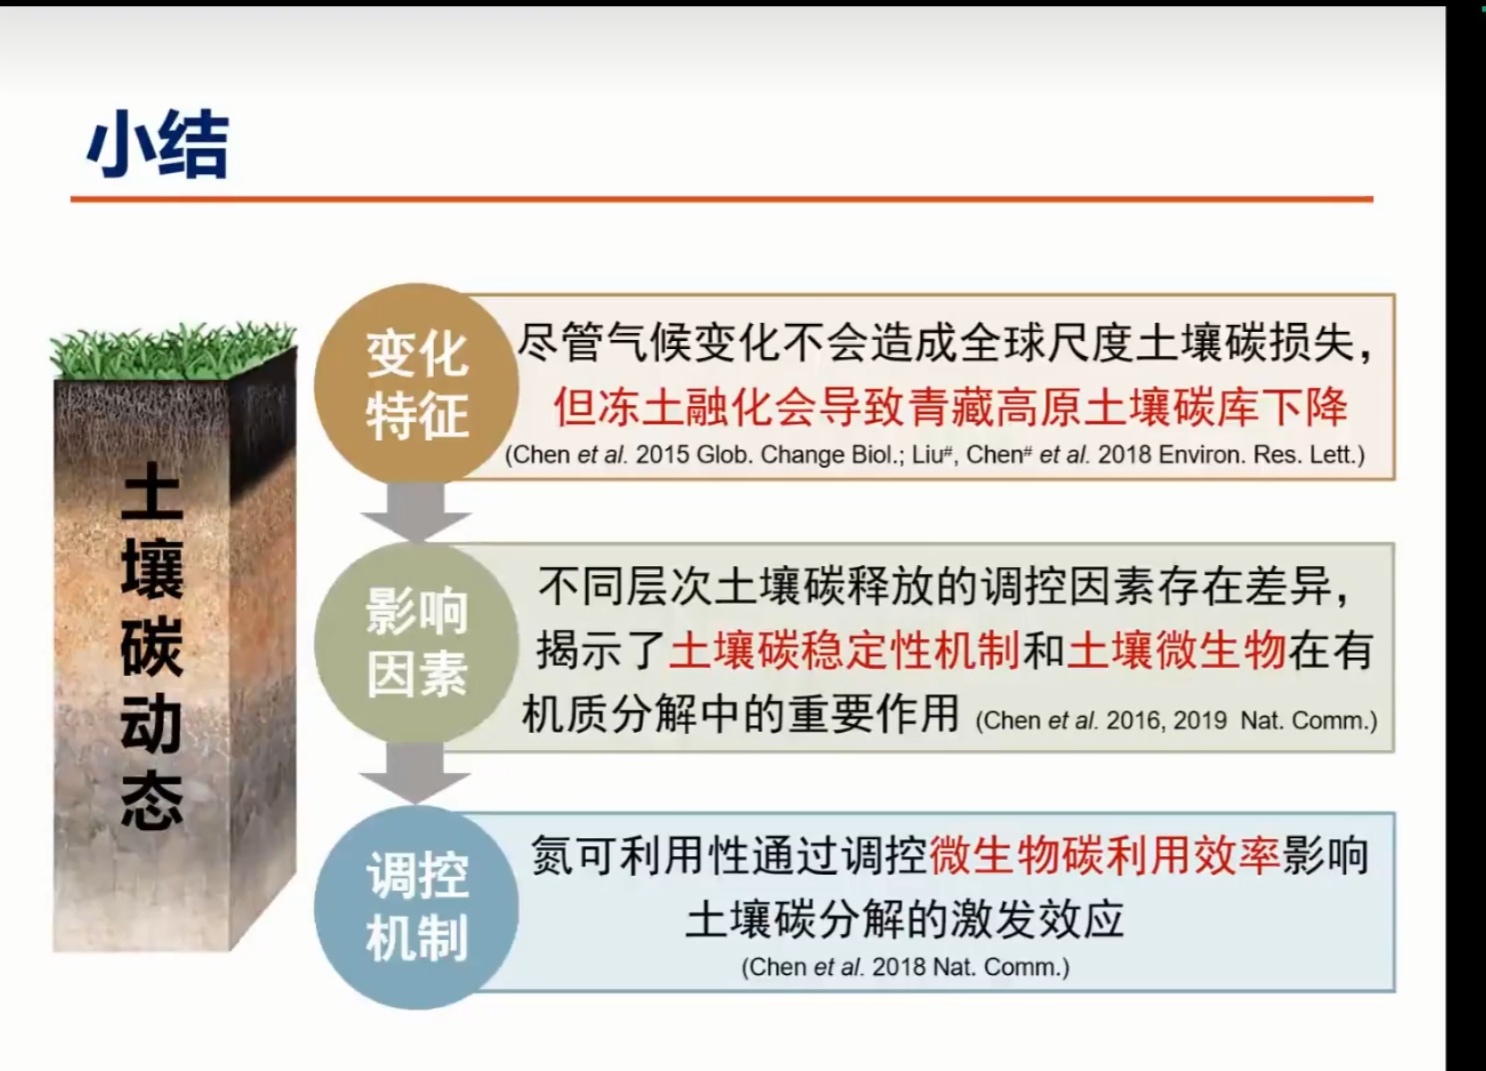 小结
土壤碳动态
变化
特征
尽管气候变化不会造成全球尺度土壤碳损失，
但冻土融化会导致青藏高原土壤碳库下降
(Chen et al. 2015 Glob. Change Biol.; Liu#, Chen# et al. 2018 Environ. Res. Lett.)
影响
因素
不同层次土壤碳释放的调控因素存在差异，
揭示了土壤碳稳定性机制和土壤微生物在有
机质分解中的重要作用 (Chen et al. 2016, 2019 Nat. Comm.)
调控
机制
氮可利用性通过调控微生物碳利用效率影响
土壤碳分解的激发效应
(Chen et al. 2018 Nat. Comm.)